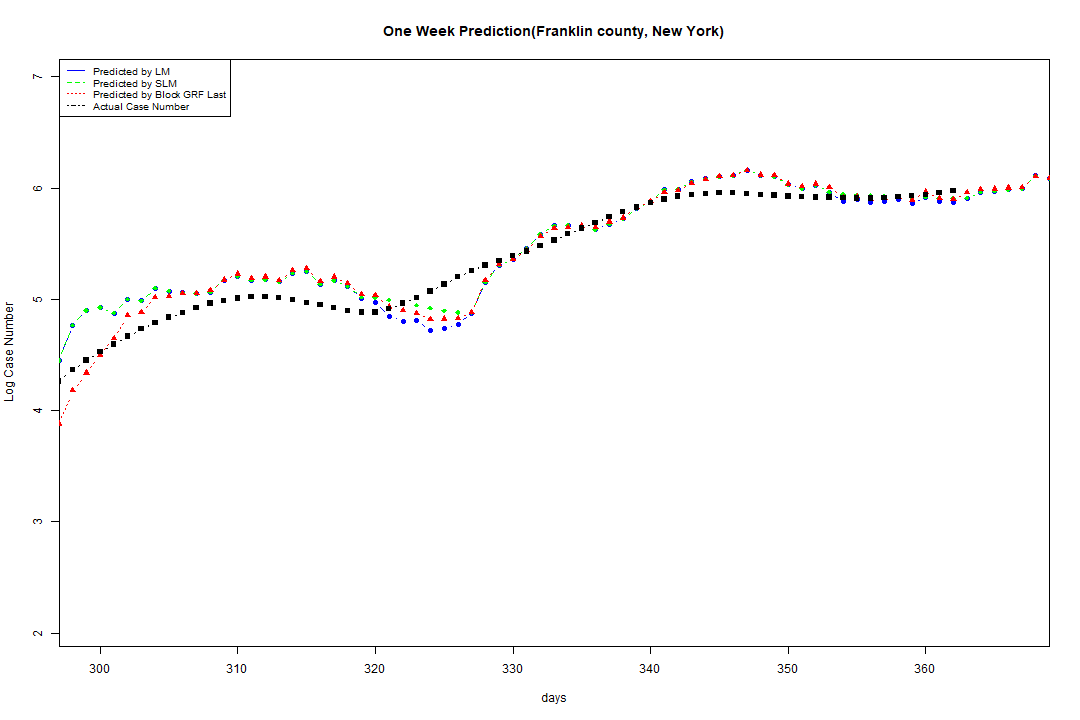 One Week Prediction(Franklin county, New York)
Predicted by LM
Predicted by SLM
Predicted by Block GRF Last
Actual Case Number
7
6
5
4
3
2
Log Case Number
300 310 320 330 340 350 360
days